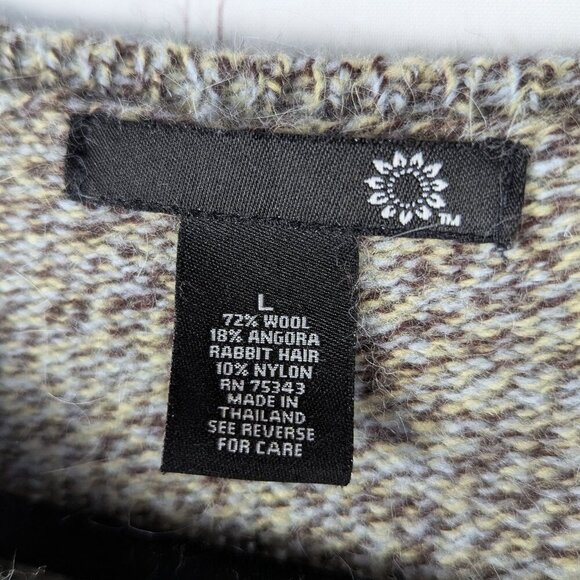 TM
L
72% WOOL
18% ANGORA
RABBIT HAIR
10% NYLON
RN 75343
MADE IN
THAILAND
SEE REVERSE
FOR CARE